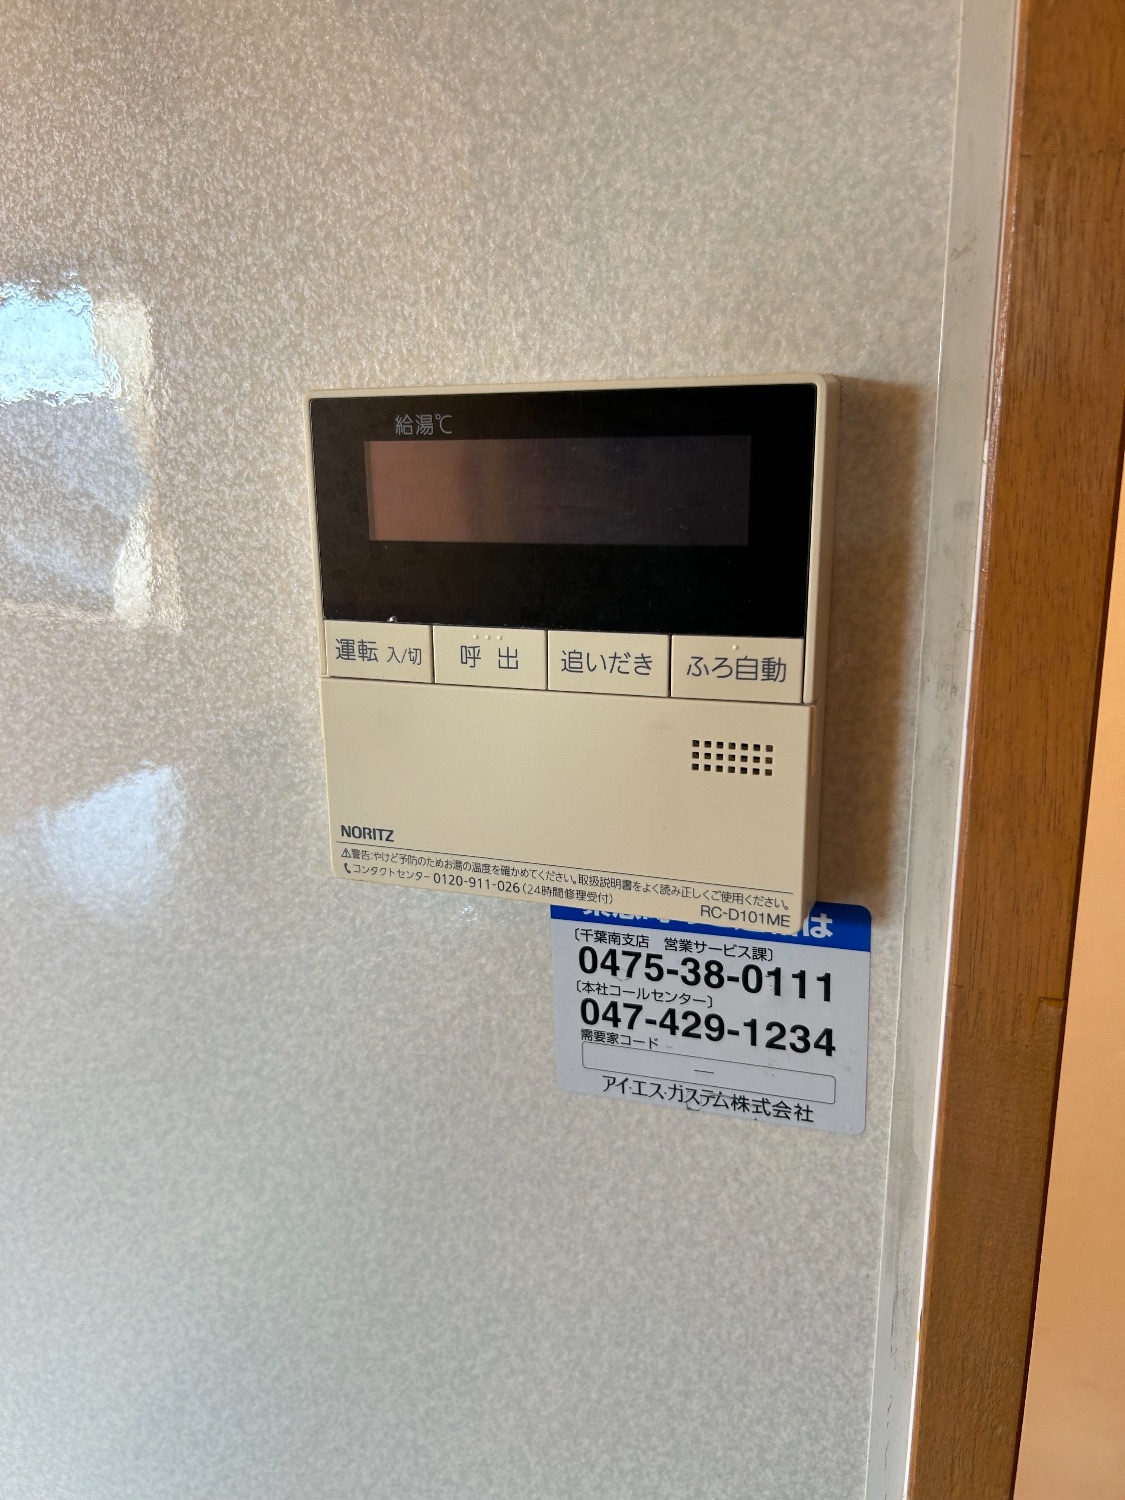 給湯℃
運転 入/切
呼出
追いだき
ふろ自動
NORITZ
⚠警告:やけど予防のためお湯の温度を確かめてください。取扱説明書をよく読み正しくご使用ください。
コンタクトセンター 0120-911-026(24時間修理受付)
RC-D101ME
は
〔千葉南支店 営業サービス課〕
0475-38-0111
〔本社コールセンター〕
047-429-1234
需要家コード
—
アイ・エス・ガステム株式会社